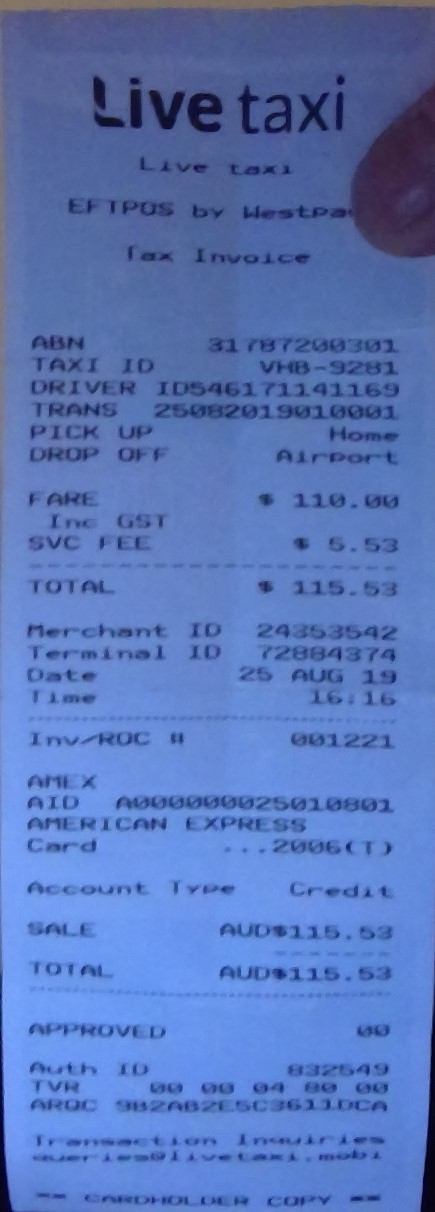 Live taxi
Live taxi
EFTPOS by
Tax Invoice
ABN 31787200301
TAXI ID VHB-9281
DRIVER ID546171141169
TRANS 25082019010001
PICK UP Home
DROP OFF Airport
FARE $ 110.00
Inc GST
SVC FEE $ 5.53
TOTAL $ 115.53
Merchant ID 24353542
Terminal ID 72884374
Date 25 AUG 19
Time 16:16
Inv/ROC # 001221
AMEX
AID A000000025010801
AMERICAN EXPRESS
Card ...2006(T)
Account Type Credit
SALE AUD$115.53
TOTAL AUD$115.53
APPROVED 00
Auth ID 832549
TVR 00 00 04 80 00
ARQC 9B2AB2E5C3611DCA
Transaction Inquiries
queries@livetaxi.mobi
== CARDHOLDER COPY ==